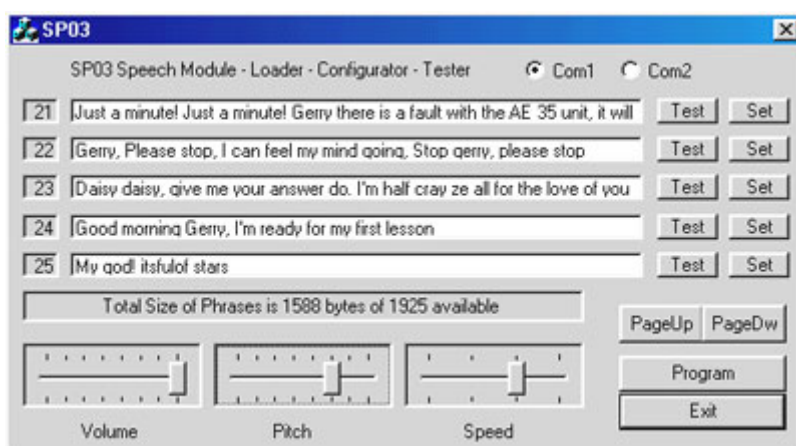 SP03
SP03 Speech Module - Loader - Configurator - Tester Com1 Com2
21 Just a minute! Just a minute! Gerry there is a fault with the AE 35 unit, it will Test Set
22 Gerry, Please stop, I can feel my mind going, Stop gerry, please stop Test Set
23 Daisy daisy, give me your answer do. I'm half cray ze all for the love of you Test Set
24 Good morning Gerry, I'm ready for my first lesson Test Set
25 My god! itsfulof stars Test Set
Total Size of Phrases is 1588 bytes of 1925 available
PageUp PageDw
Program
Exit
Volume Pitch Speed